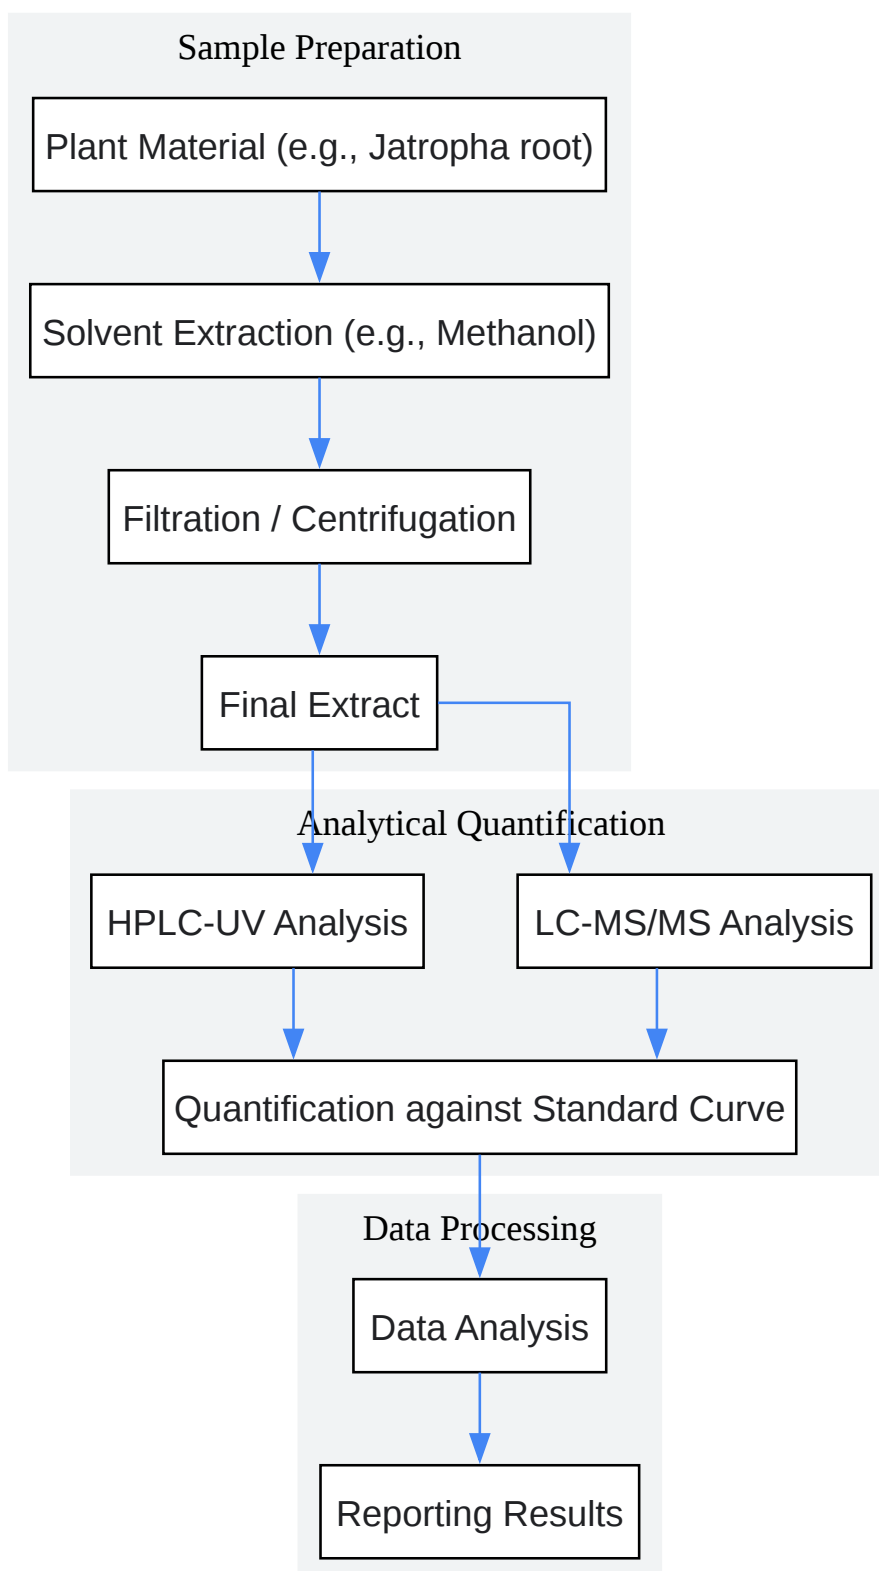 Sample Preparation
Plant Material (e.g., Jatropha root)
Solvent Extraction (e.g., Methanol)
Filtration / Centrifugation
Final Extract
Analytical Quantification
HPLC-UV Analysis
LC-MS/MS Analysis
Quantification against Standard Curve
Data Processing
Data Analysis
Reporting Results